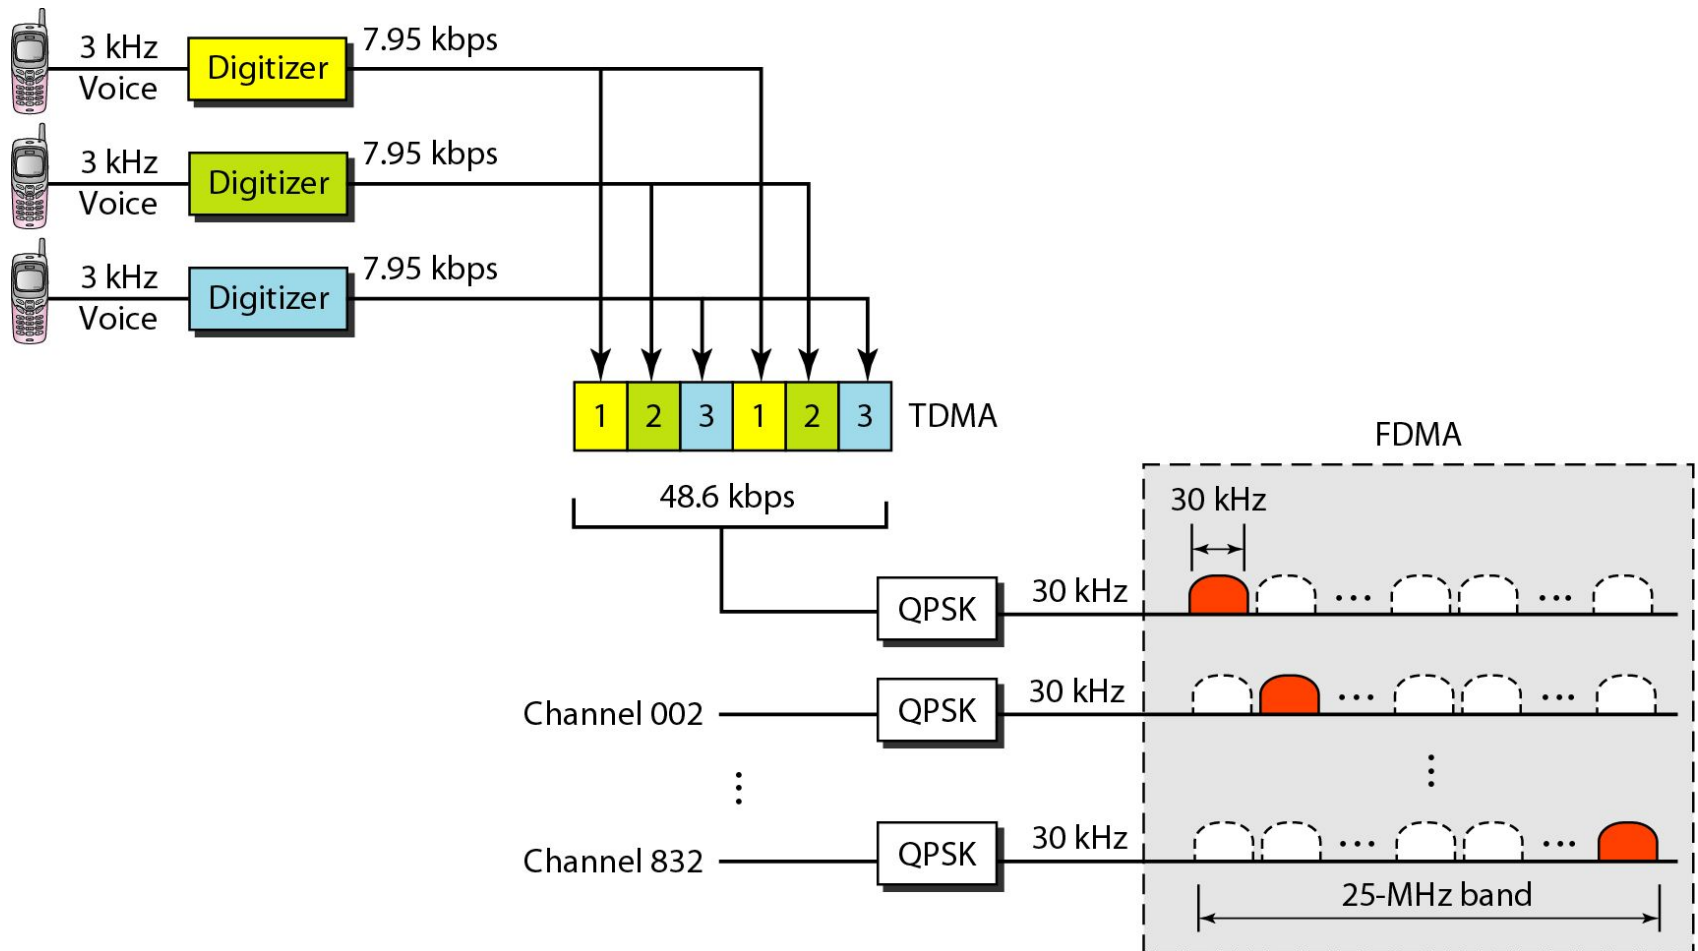 3 kHz
Voice
Digitizer
7.95 kbps
3 kHz
Voice
Digitizer
7.95 kbps
3 kHz
Voice
Digitizer
7.95 kbps
1 2 3 1 2 3
TDMA
48.6 kbps
FDMA
30 kHz
QPSK
30 kHz
...
...
Channel 002
QPSK
30 kHz
...
...
Channel 832
QPSK
30 kHz
...
...
25-MHz band